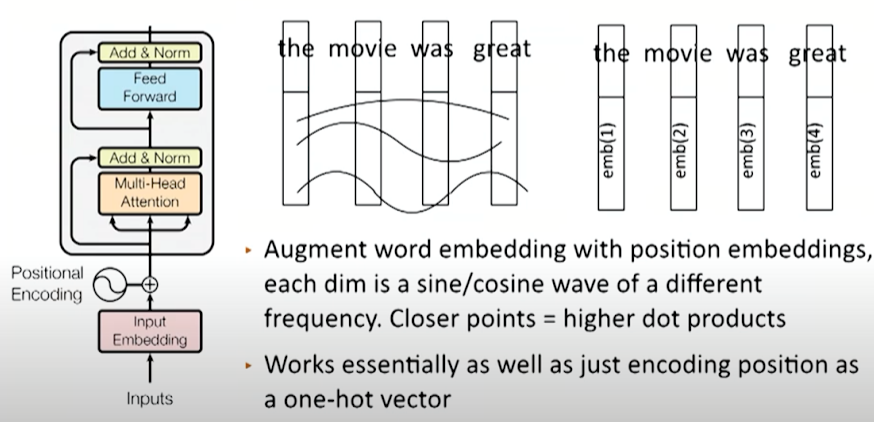 Add & Norm
Feed
Forward
Add & Norm
Multi-Head
Attention
Positional
Encoding
Input
Embedding
Inputs
the movie was great
the movie was great
emb(1)
emb(2)
emb(3)
emb(4)
‣ Augment word embedding with position embeddings,
each dim is a sine/cosine wave of a different
frequency. Closer points = higher dot products
‣ Works essentially as well as just encoding position as
a one-hot vector